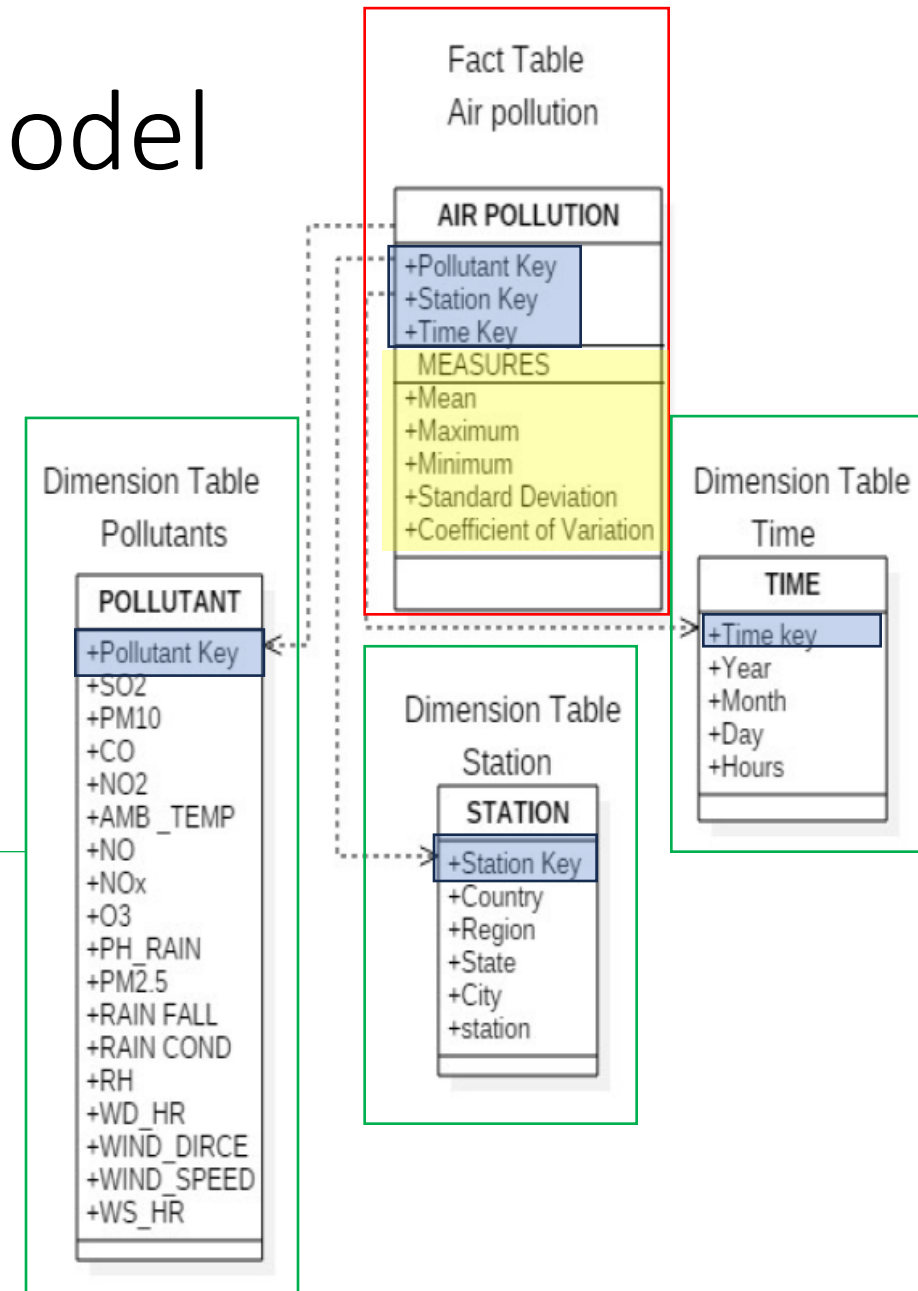 odel
Fact Table
Air pollution
AIR POLLUTION
+Pollutant Key
+Station Key
+Time Key
MEASURES
+Mean
+Maximum
+Minimum
+Standard Deviation
+Coefficient of Variation
Dimension Table
Pollutants
POLLUTANT
+Pollutant Key
+SO2
+PM10
+CO
+NO2
+AMB _TEMP
+NO
+NOx
+O3
+PH_RAIN
+PM2.5
+RAIN FALL
+RAIN COND
+RH
+WD_HR
+WIND_DIRCE
+WIND_SPEED
+WS_HR
Dimension Table
Station
STATION
+Station Key
+Country
+Region
+State
+City
+station
Dimension Table
Time
TIME
+Time key
+Year
+Month
+Day
+Hours